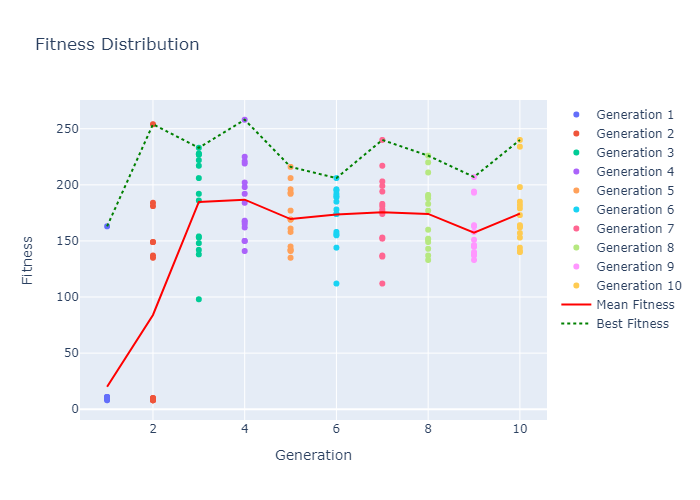 Fitness Distribution
Fitness
250
200
150
100
50
0
2
4
6
8
10
Generation
Generation 1
Generation 2
Generation 3
Generation 4
Generation 5
Generation 6
Generation 7
Generation 8
Generation 9
Generation 10
Mean Fitness
Best Fitness